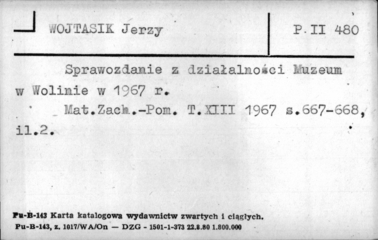 WOJTASIK Jerzy P. II 480
Sprawozdanie z działalności Muzeum
w Wolinie w 1967 r.
Mat.Zach.-Pom. T.XIII 1967 s.667-668,
il.2.
Pu-B-143 Karta katalogowa wydawnictw zwartych i ciągłych.
Pu-B-143, z. 1017/WA/On — DZG - 1501-1-373 22.8.80 1.800.000